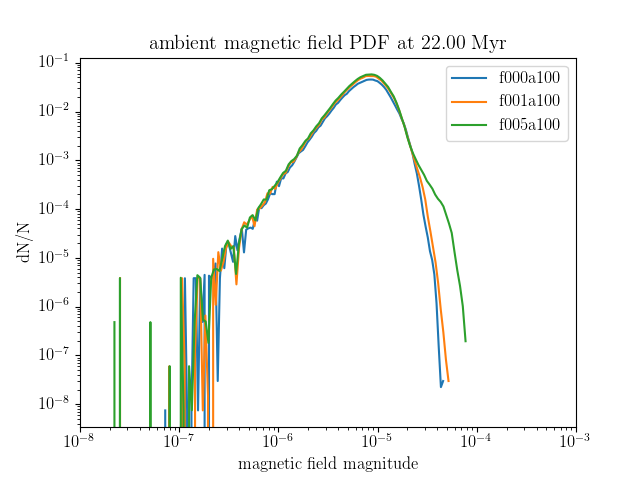 ambient magnetic field PDF at 22.00 Myr
f000a100
f001a100
f005a100
dN/N
10⁻¹
10⁻²
10⁻³
10⁻⁴
10⁻⁵
10⁻⁶
10⁻⁷
10⁻⁸
10⁻⁸ 10⁻⁷ 10⁻⁶ 10⁻⁵ 10⁻⁴ 10⁻³
magnetic field magnitude